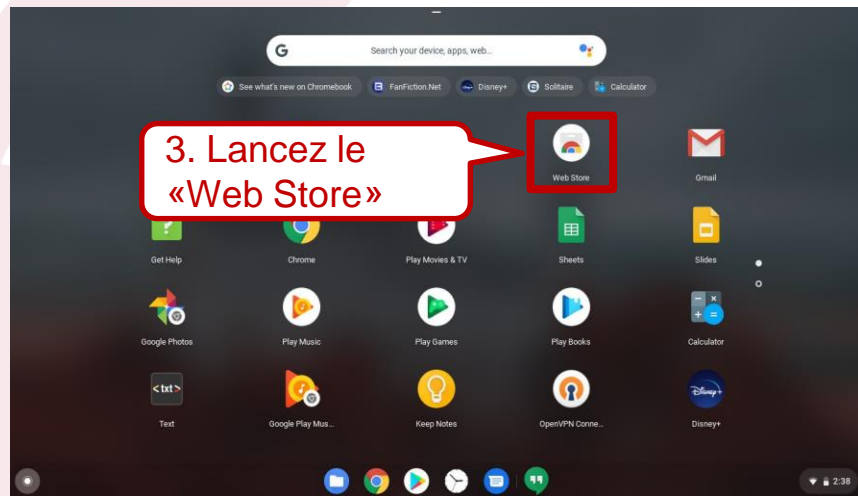 G
Search your device, apps, web...
See what's new on Chromebook
FanFiction.Net
Disney+
Solitaire
Calculator
3. Lancez le
«Web Store»
Web Store
Gmail
Get Help
Chrome
Play Movies & TV
Sheets
Slides
Google Photos
Play Music
Play Games
Play Books
Calculator
<txt>
Disney+
Text
Google Play Mus...
Keep Notes
OpenVPN Conne...
Disney+
2:38